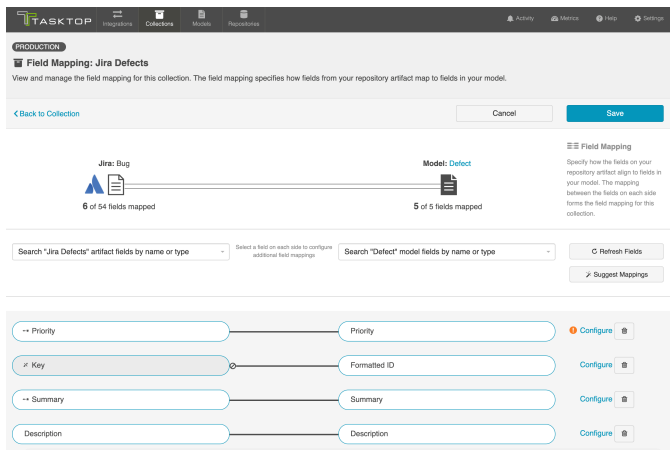 TASKTOP
Integrations
Collections
Models
Repositories
Activity
Metrics
Help
Settings
PRODUCTION
Field Mapping: Jira Defects
View and manage the field mapping for this collection. The field mapping specifies how fields from your repository artifact map to fields in your model.
Back to Collection
Cancel
Save
Jira: Bug
6 of 54 fields mapped
Model: Defect
5 of 5 fields mapped
Field Mapping
Specify how the fields on your
repository artifact align to fields in
your model. The mapping
between the fields on each side
forms the field mapping for this
collection.
Search "Jira Defects" artifact fields by name or type
Select a field on each side to configure
additional field mappings
Search "Defect" model fields by name or type
Refresh Fields
Suggest Mappings
Priority
Priority
Configure
Key
Formatted ID
Configure
Summary
Summary
Configure
Description
Description
Configure